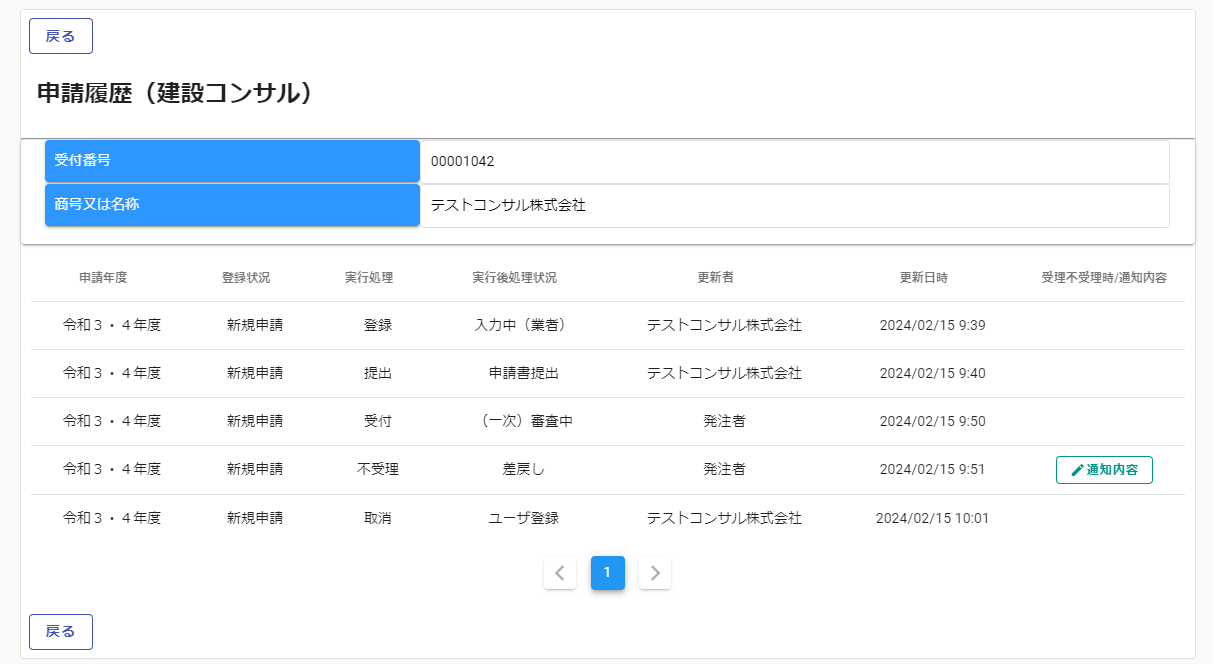 戻る
申請履歴（建設コンサル）
受付番号 00001042
商号又は名称 テストコンサル株式会社
申請年度 登録状況 実行処理 実行後処理状況 更新者 更新日時 受理不受理時/通知内容
令和３・４年度 新規申請 登録 入力中（業者） テストコンサル株式会社 2024/02/15 9:39
令和３・４年度 新規申請 提出 申請書提出 テストコンサル株式会社 2024/02/15 9:40
令和３・４年度 新規申請 受付 （一次）審査中 発注者 2024/02/15 9:50
令和３・４年度 新規申請 不受理 差戻し 発注者 2024/02/15 9:51 通知内容
令和３・４年度 新規申請 取消 ユーザ登録 テストコンサル株式会社 2024/02/15 10:01
1
戻る